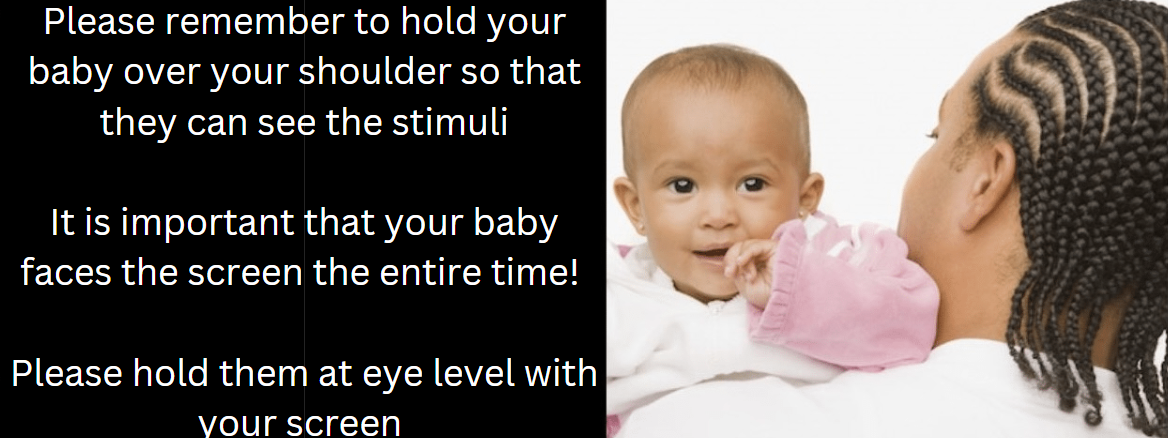 Please remember to hold your
baby over your shoulder so that
they can see the stimuli
It is important that your baby
faces the screen the entire time!
Please hold them at eye level with
your screen